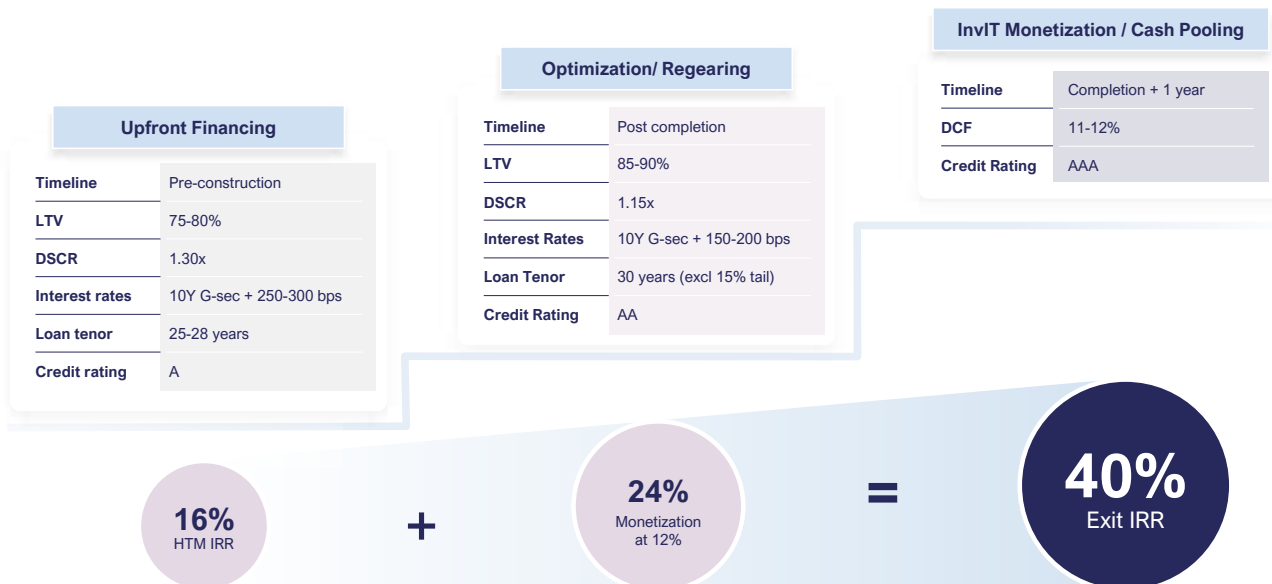 Upfront Financing
Timeline Pre-construction
LTV 75-80%
DSCR 1.30x
Interest rates 10Y G-sec + 250-300 bps
Loan tenor 25-28 years
Credit rating A
Optimization/ Regearing
Timeline Post completion
LTV 85-90%
DSCR 1.15x
Interest Rates 10Y G-sec + 150-200 bps
Loan Tenor 30 years (excl 15% tail)
Credit Rating AA
InvIT Monetization / Cash Pooling
Timeline Completion + 1 year
DCF 11-12%
Credit Rating AAA
16%
HTM IRR
+
24%
Monetization
at 12%
=
40%
Exit IRR